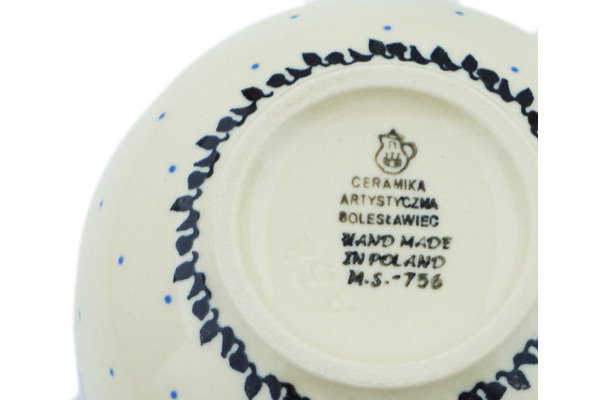 CERAMIKA
ARTYSTYCZNA
BOLESŁAWIEC
HAND MADE
IN POLAND
M.S.-756